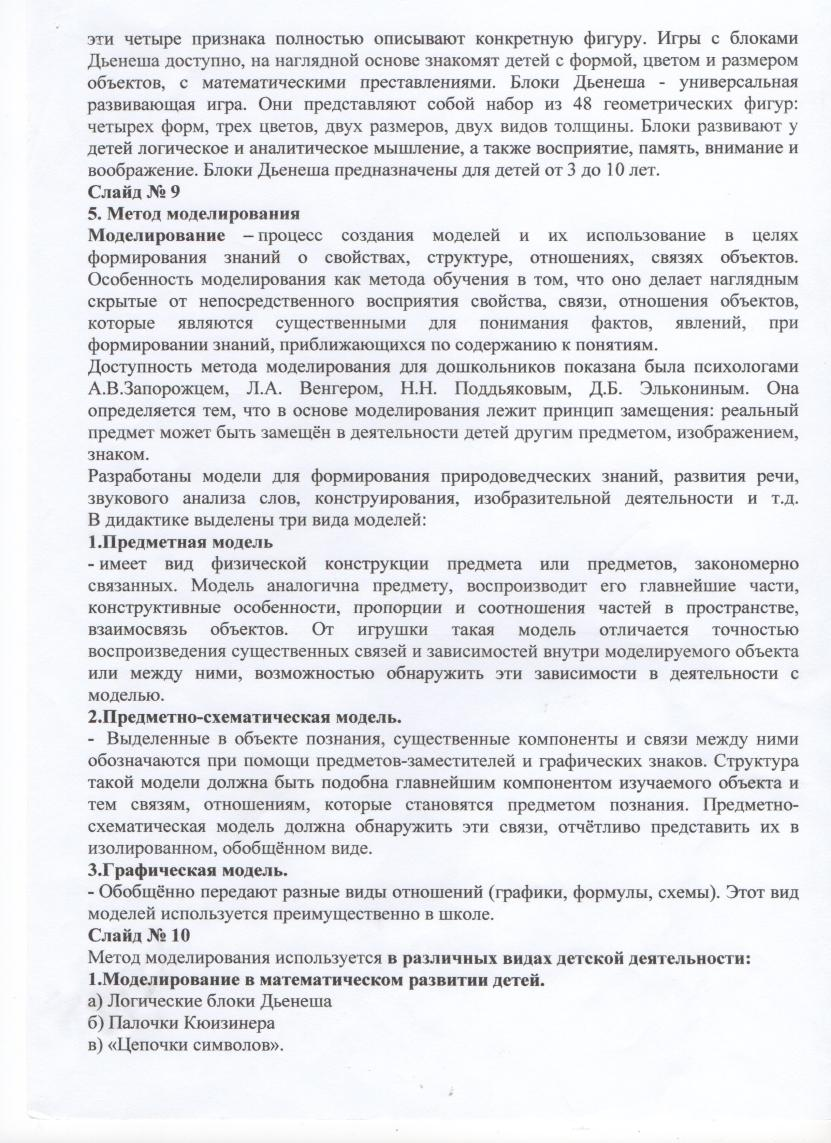 эти четыре признака полностью описывают конкретную фигуру. Игры с блоками
Дьенеша доступно, на наглядной основе знакомят детей с формой, цветом и размером
объектов, с математическими преставлениями. Блоки Дьенеша - универсальная
развивающая игра. Они представляют собой набор из 48 геометрических фигур:
четырех форм, трех цветов, двух размеров, двух видов толщины. Блоки развивают у
детей логическое и аналитическое мышление, а также восприятие, память, внимание и
воображение. Блоки Дьенеша предназначены для детей от 3 до 10 лет.
Слайд № 9
5. Метод моделирования
Моделирование – процесс создания моделей и их использование в целях
формирования знаний о свойствах, структуре, отношениях, связях объектов.
Особенность моделирования как метода обучения в том, что оно делает наглядным
скрытые от непосредственного восприятия свойства, связи, отношения объектов,
которые являются существенными для понимания фактов, явлений, при
формировании знаний, приближающихся по содержанию к понятиям.
Доступность метода моделирования для дошкольников показана была психологами
А.В.Запорожцем, Л.А. Венгером, Н.Н. Поддьяковым, Д.Б. Элькониным. Она
определяется тем, что в основе моделирования лежит принцип замещения: реальный
предмет может быть замещён в деятельности детей другим предметом, изображением,
знаком.
Разработаны модели для формирования природоведческих знаний, развития речи,
звукового анализа слов, конструирования, изобразительной деятельности и т.д.
В дидактике выделены три вида моделей:
1.Предметная модель
- имеет вид физической конструкции предмета или предметов, закономерно
связанных. Модель аналогична предмету, воспроизводит его главнейшие части,
конструктивные особенности, пропорции и соотношения частей в пространстве,
взаимосвязь объектов. От игрушки такая модель отличается точностью
воспроизведения существенных связей и зависимостей внутри моделируемого объекта
или между ними, возможностью обнаружить эти зависимости в деятельности с
моделью.
2.Предметно-схематическая модель.
- Выделенные в объекте познания, существенные компоненты и связи между ними
обозначаются при помощи предметов-заместителей и графических знаков. Структура
такой модели должна быть подобна главнейшим компонентом изучаемого объекта и
тем связям, отношениям, которые становятся предметом познания. Предметно-
схематическая модель должна обнаружить эти связи, отчётливо представить их в
изолированном, обобщённом виде.
3.Графическая модель.
- Обобщённо передают разные виды отношений (графики, формулы, схемы). Этот вид
моделей используется преимущественно в школе.
Слайд № 10
Метод моделирования используется в различных видах детской деятельности:
1.Моделирование в математическом развитии детей.
а) Логические блоки Дьенеша
б) Палочки Кюизинера
в) «Цепочки символов».